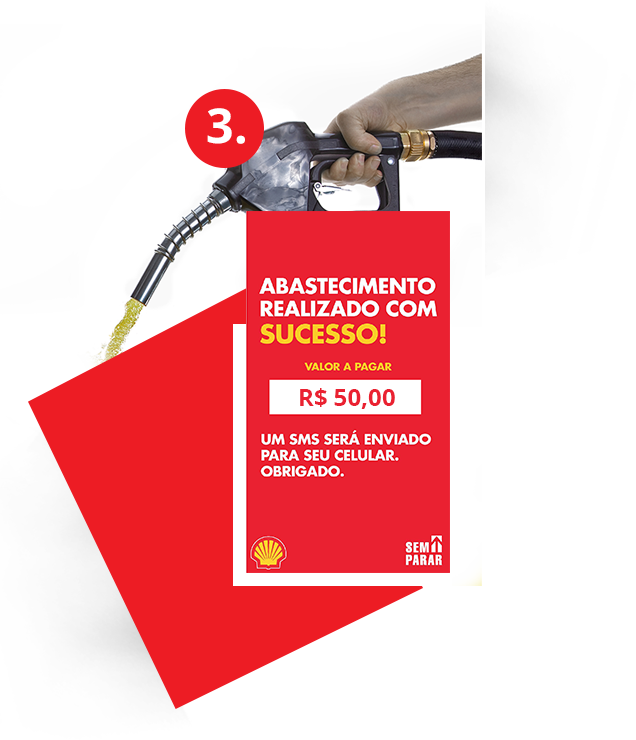 3.
ABASTECIMENTO
REALIZADO COM
SUCESSO!
VALOR A PAGAR
R$ 50,00
UM SMS SERÁ ENVIADO
PARA SEU CELULAR.
OBRIGADO.
SEM
PARAR